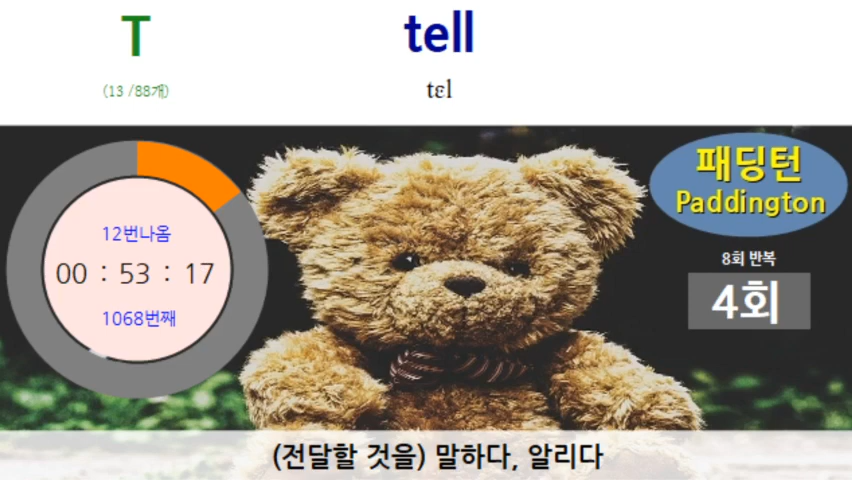 T
tell
(13 /88개)
tɛl
패딩턴
Paddington
12번나옴
00 : 53 : 17
1068번째
8회 반복
4회
(전달할 것을) 말하다, 알리다